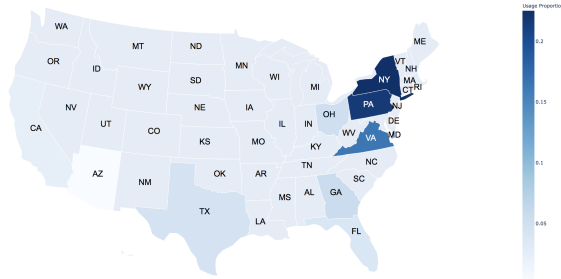 Usage Proportio
WA
ME
MT
ND
VT
OR
MN
NH
ID
SD
WI
NY
MA
WY
MI
CT
RI
0.2
NE
IA
PA
NJ
NV
OH
DE
UT
IL
IN
CO
WV
MD
CA
KS
MO
KY
VA
0.15
NC
TN
AZ
OK
AR
NM
SC
0.1
MS
AL
GA
TX
LA
FL
0.05